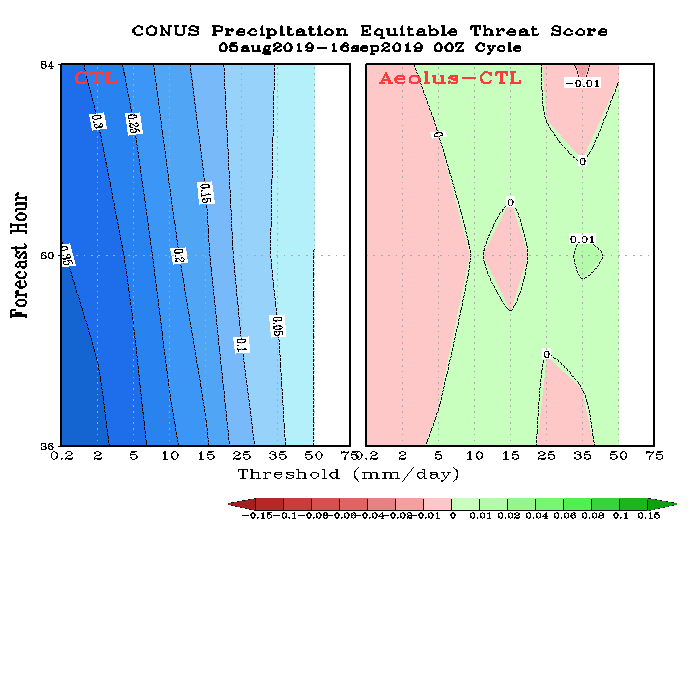 CONUS Precipitation Equitable Threat Score
05aug2019-16sep2019 00Z Cycle
84 CTL Aeolus-CTL -0.01
0.3 0.25 0
0
0.15 0
Forecast Hour
60 0.35 0.2 0.01
0.05
0.1 0
36
0.2 2 5 10 15 25 35 50 75 0.2 2 5 10 15 25 35 50 75
Threshold (mm/day)
-0.15 -0.1 -0.08 -0.06 -0.04 -0.02 -0.01 0 0.01 0.02 0.04 0.06 0.08 0.1 0.15